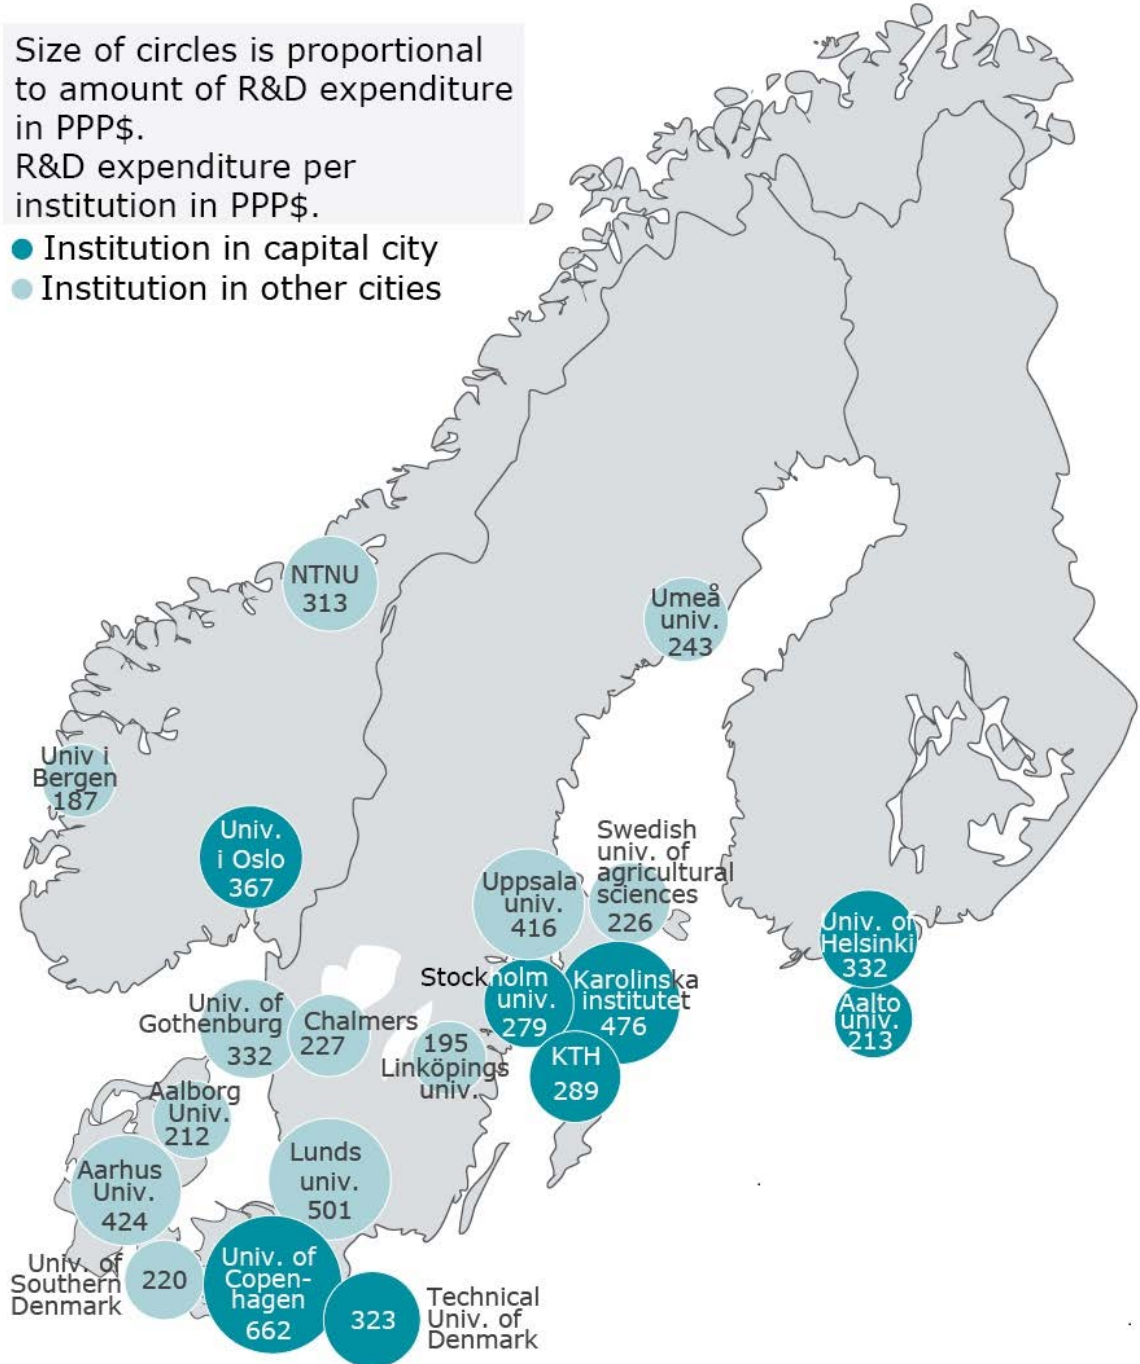 Size of circles is proportional
to amount of R&D expenditure
in PPP$.
R&D expenditure per
institution in PPP$.
Institution in capital city
Institution in other cities
NTNU
313
Umeå
univ.
243
Univ i
Bergen
187
Univ.
i Oslo
367
Swedish
univ. of
agricultural
sciences
226
Uppsala
univ.
416
Univ. of
Helsinki
332
Aalto
univ.
213
Stockholm
univ.
279
Karolinska
institutet
476
KTH
289
Univ. of
Gothenburg
332
Chalmers
227
195
Linköpings
univ.
Aalborg
Univ.
212
Aarhus
Univ.
424
Lunds
univ.
501
Univ. of
Southern
Denmark
220
Univ. of
Copen-
hagen
662
323
Technical
Univ. of
Denmark